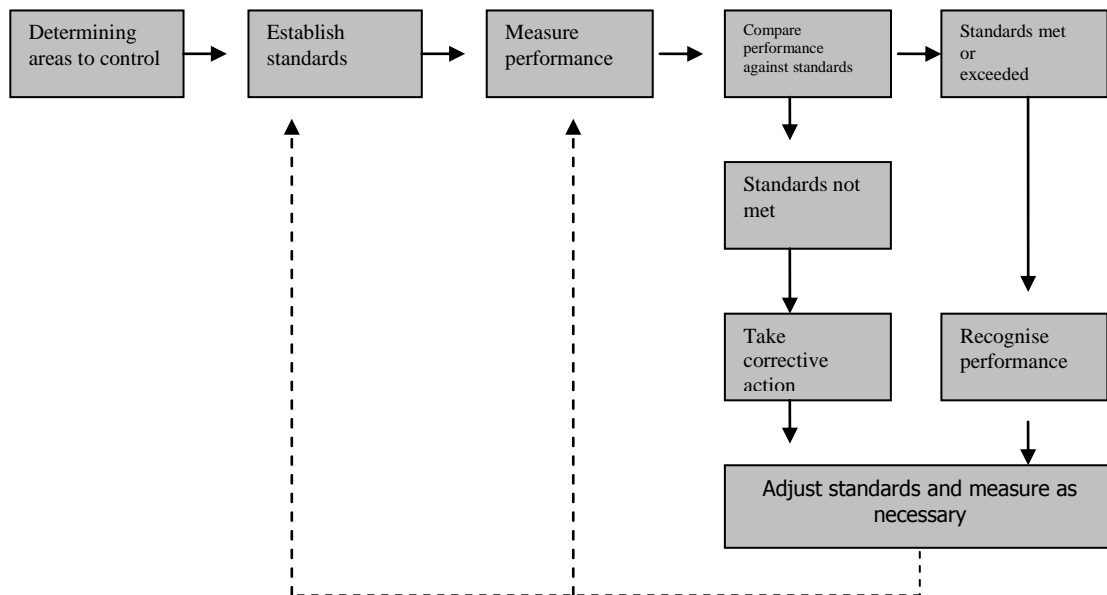 Determining
areas to control
Establish
standards
Measure
performance
Compare
performance
against standards
Standards met
or
exceeded
Standards not
met
Take
corrective
action
Recognise
performance
Adjust standards and measure as
necessary